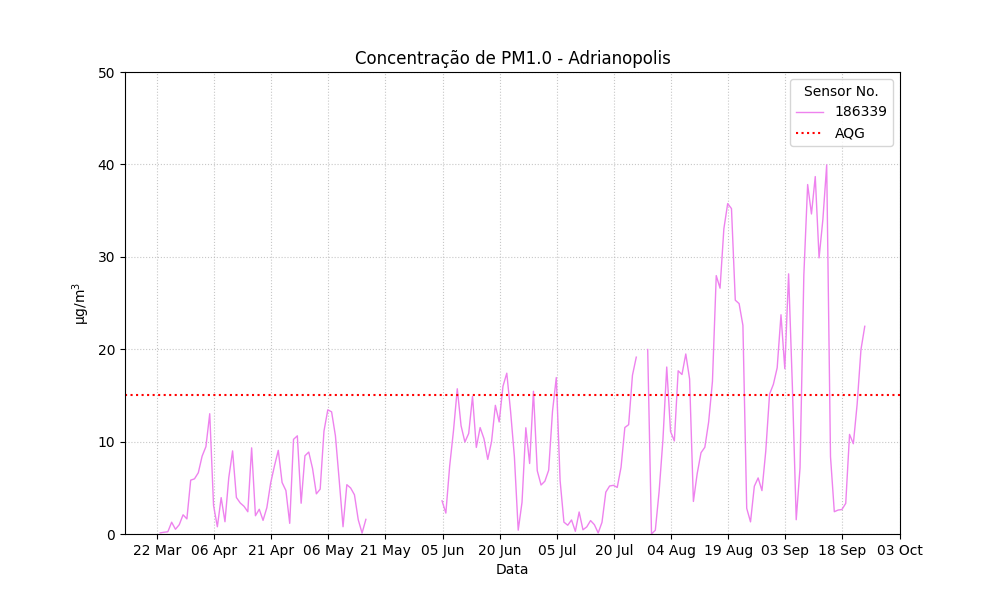 Concentração de PM1.0 - Adrianopolis
Sensor No.
186339
AQG
50
40
30
20
10
0
µg/m³
22 Mar 06 Apr 21 Apr 06 May 21 May 05 Jun 20 Jun 05 Jul 20 Jul 04 Aug 19 Aug 03 Sep 18 Sep 03 Oct
Data